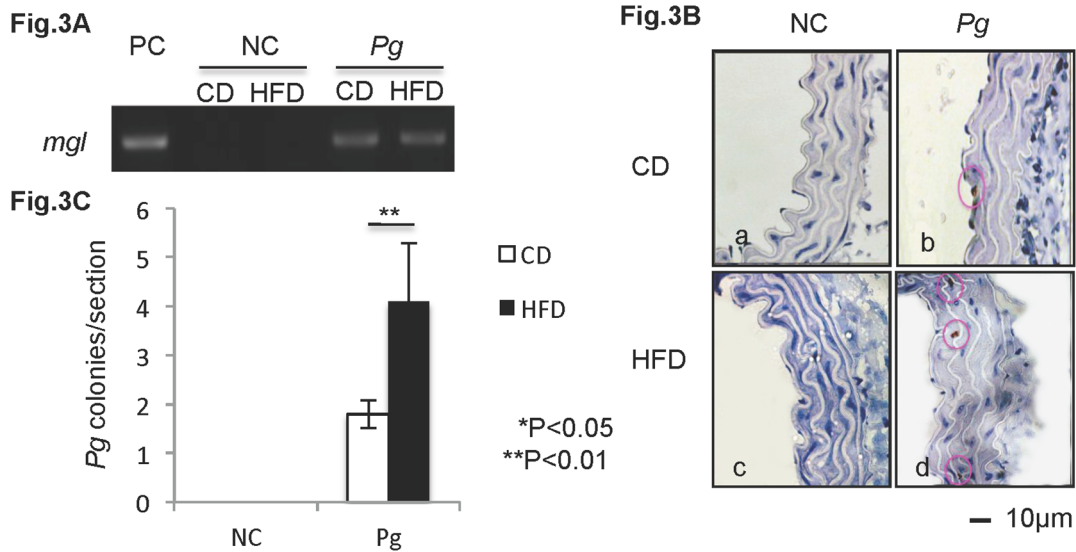 Fig.3A
PC NC Pg
CD HFD CD HFD
mgl
Fig.3B
NC Pg
CD
a b
HFD
c d
10μm
Fig.3C
Pg colonies/section
6
5
4
3
2
1
0
**
NC Pg
CD
HFD
*P<0.05
**P<0.01